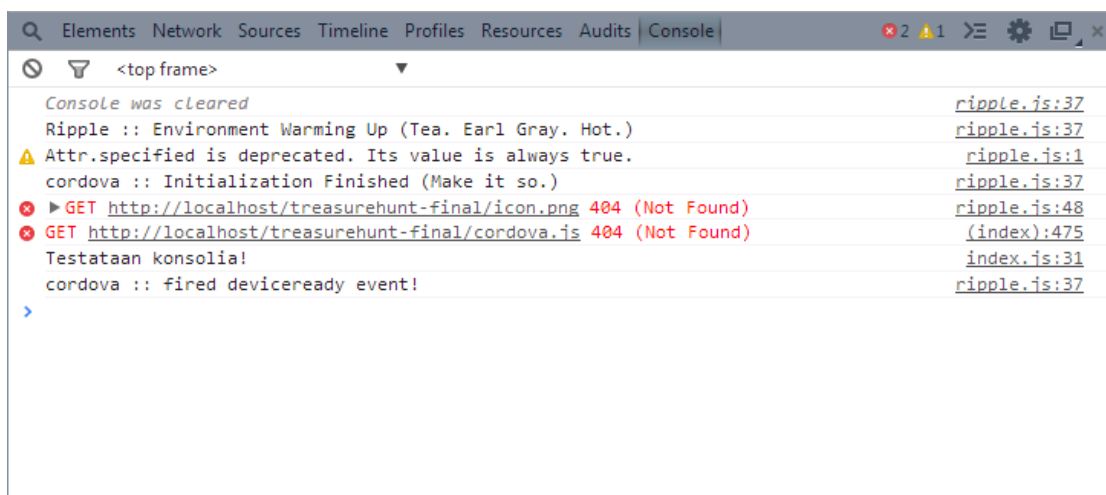 Elements Network Sources Timeline Profiles Resources Audits Console 2 1
<top frame>
Console was cleared ripple.js:37
Ripple :: Environment Warming Up (Tea. Earl Gray. Hot.) ripple.js:37
Attr.specified is deprecated. Its value is always true. ripple.js:1
cordova :: Initialization Finished (Make it so.) ripple.js:37
GET http://localhost/treasurehunt-final/icon.png 404 (Not Found) ripple.js:48
GET http://localhost/treasurehunt-final/cordova.js 404 (Not Found) (index):475
Testataan konsolia! index.js:31
cordova :: fired deviceready event! ripple.js:37